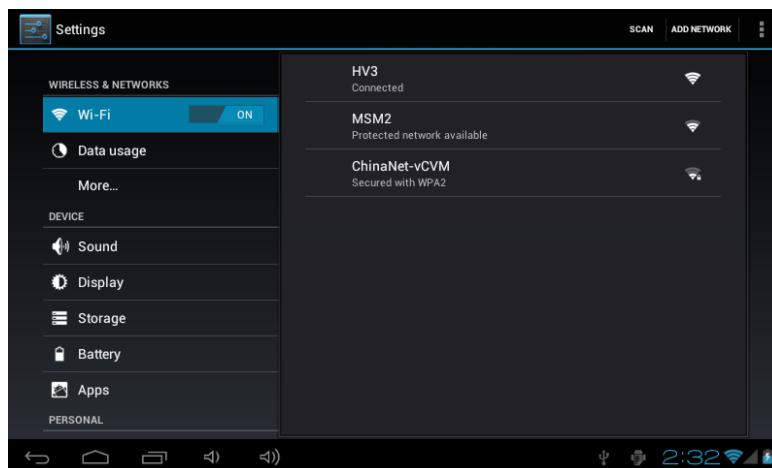 Settings
SCAN
ADD NETWORK
WIRELESS & NETWORKS
Wi-Fi
ON
Data usage
More...
DEVICE
Sound
Display
Storage
Battery
Apps
PERSONAL
HV3
Connected
MSM2
Protected network available
ChinaNet-vCVM
Secured with WPA2
2:32